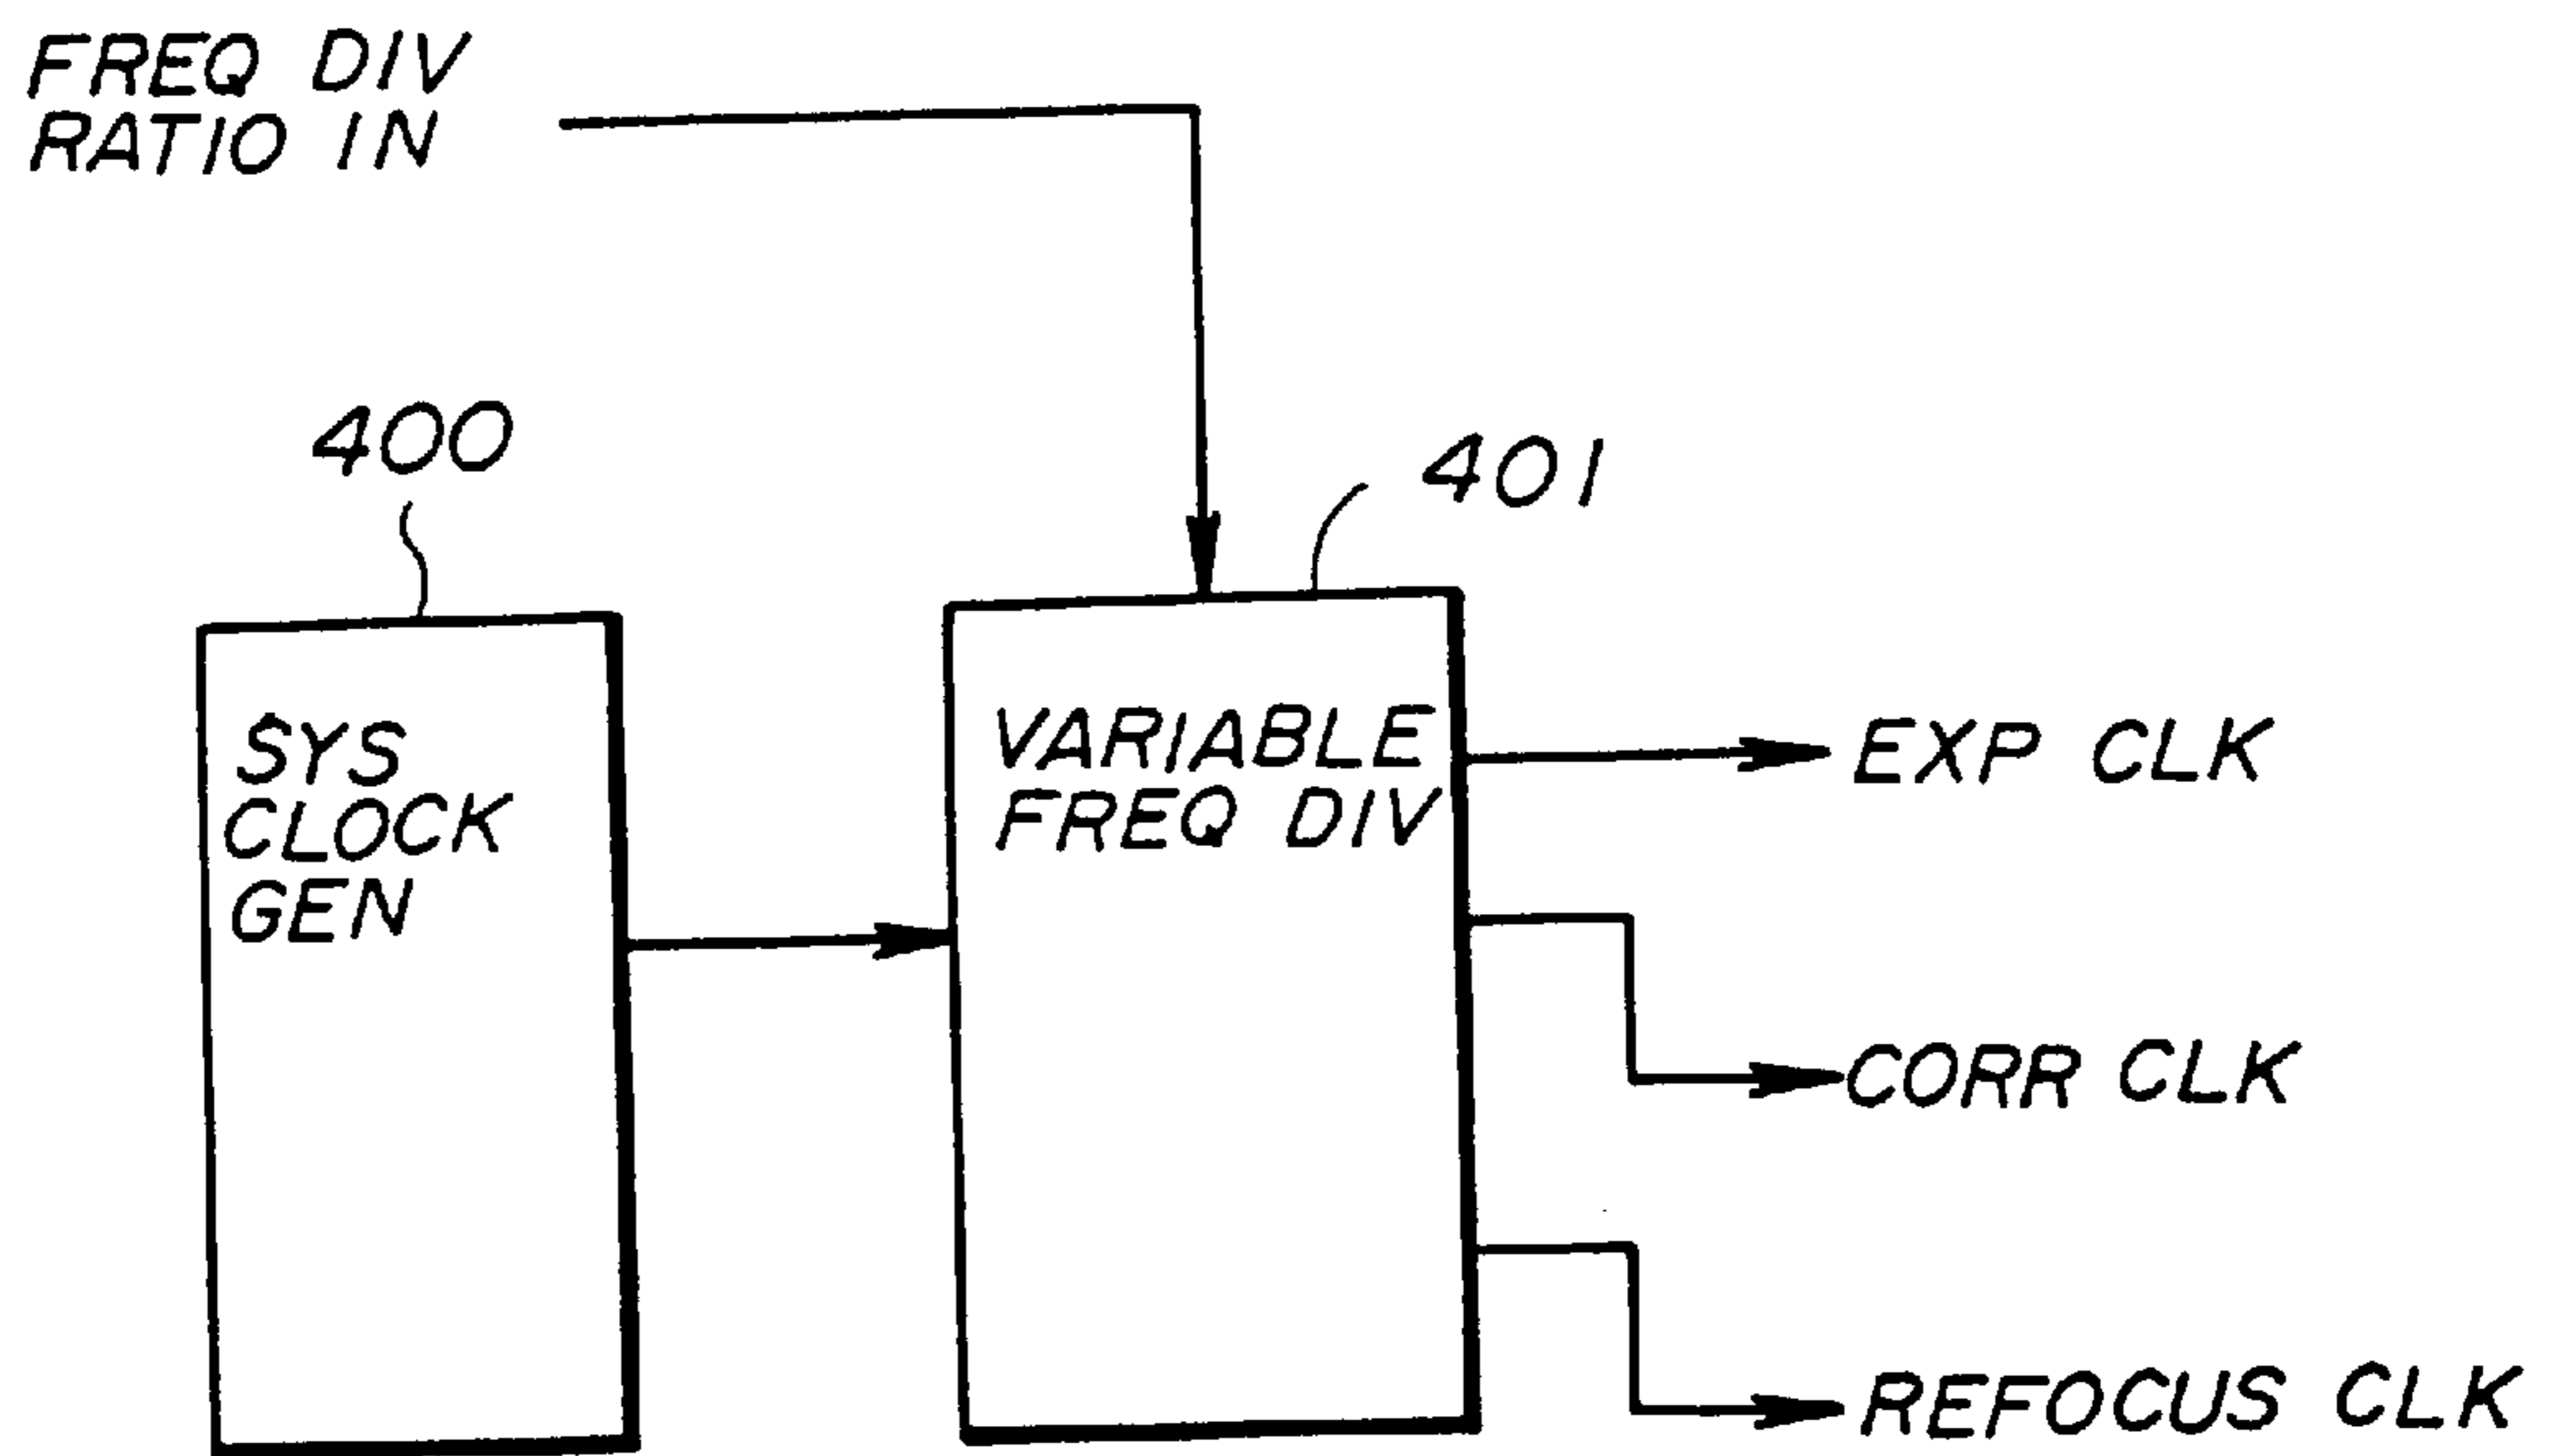 FREQ DIV
RATIO IN
400
401
SYS
CLOCK
GEN
VARIABLE
FREQ DIV
EXP CLK
CORR CLK
REFOCUS CLK